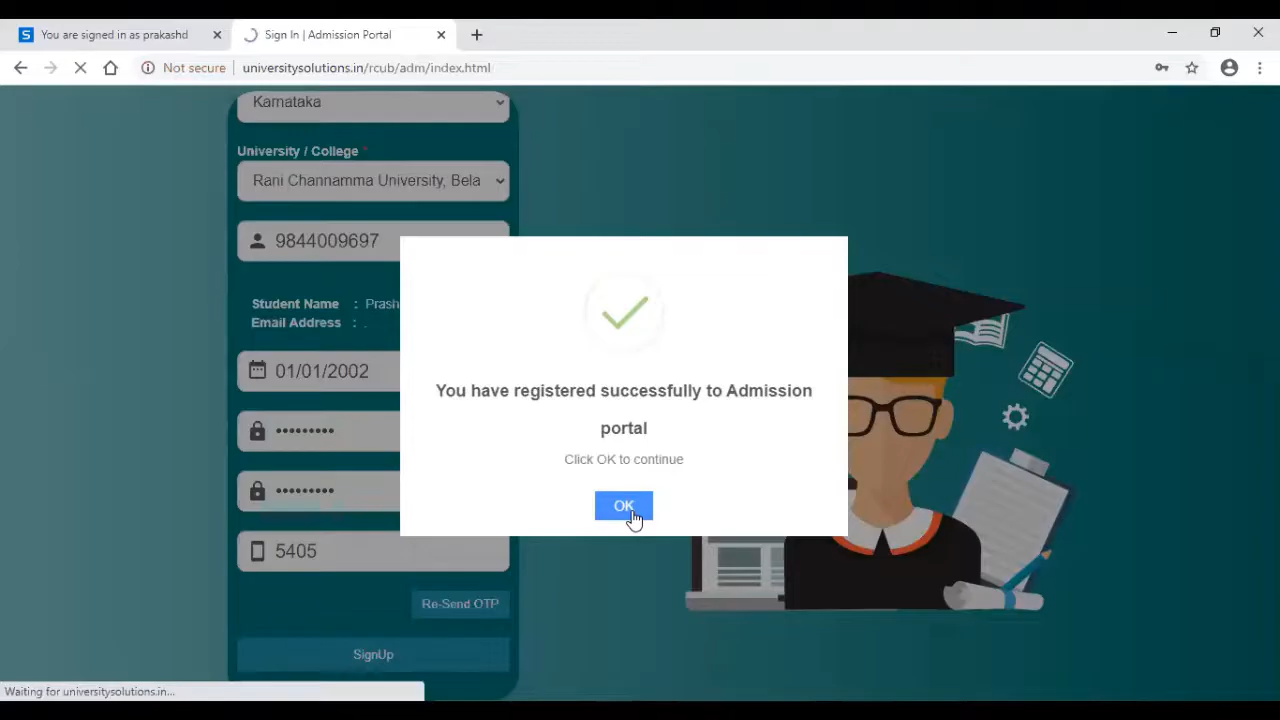 You are signed in as prakashd
Sign In | Admission Portal
Not secure
universitysolutions.in/rcub/adm/index.html
Karnataka
University / College *
Rani Channamma University, Bela
9844009697
Student Name : Prash
Email Address : .
01/01/2002
•••••••••
•••••••••
5405
Re-Send OTP
SignUp
You have registered successfully to Admission
portal
Click OK to continue
OK
Waiting for universitysolutions.in...